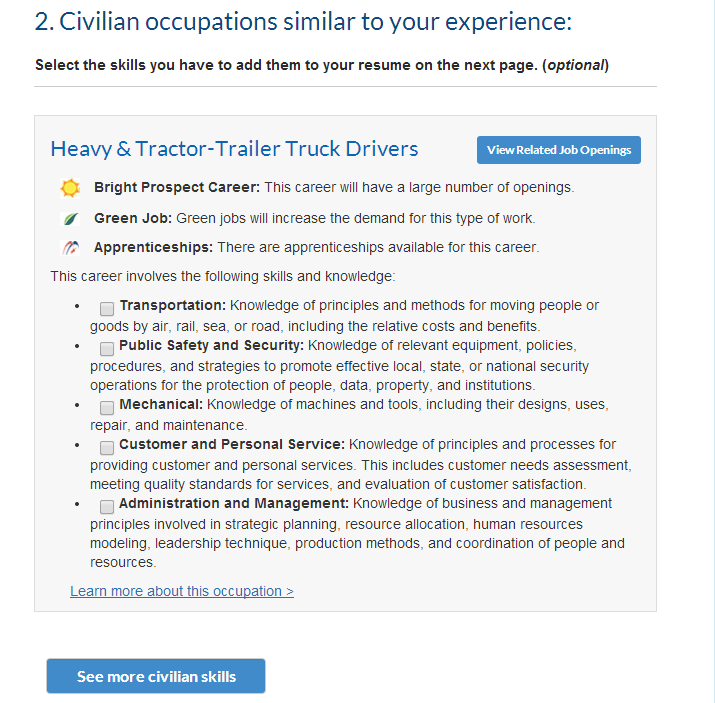 2. Civilian occupations similar to your experience:
Select the skills you have to add them to your resume on the next page. (optional)
Heavy & Tractor-Trailer Truck Drivers
View Related Job Openings
Bright Prospect Career: This career will have a large number of openings.
Green Job: Green jobs will increase the demand for this type of work.
Apprenticeships: There are apprenticeships available for this career.
This career involves the following skills and knowledge:
• Transportation: Knowledge of principles and methods for moving people or
goods by air, rail, sea, or road, including the relative costs and benefits.
• Public Safety and Security: Knowledge of relevant equipment, policies,
procedures, and strategies to promote effective local, state, or national security
operations for the protection of people, data, property, and institutions.
• Mechanical: Knowledge of machines and tools, including their designs, uses,
repair, and maintenance.
• Customer and Personal Service: Knowledge of principles and processes for
providing customer and personal services. This includes customer needs assessment,
meeting quality standards for services, and evaluation of customer satisfaction.
• Administration and Management: Knowledge of business and management
principles involved in strategic planning, resource allocation, human resources
modeling, leadership technique, production methods, and coordination of people and
resources.
Learn more about this occupation >
See more civilian skills